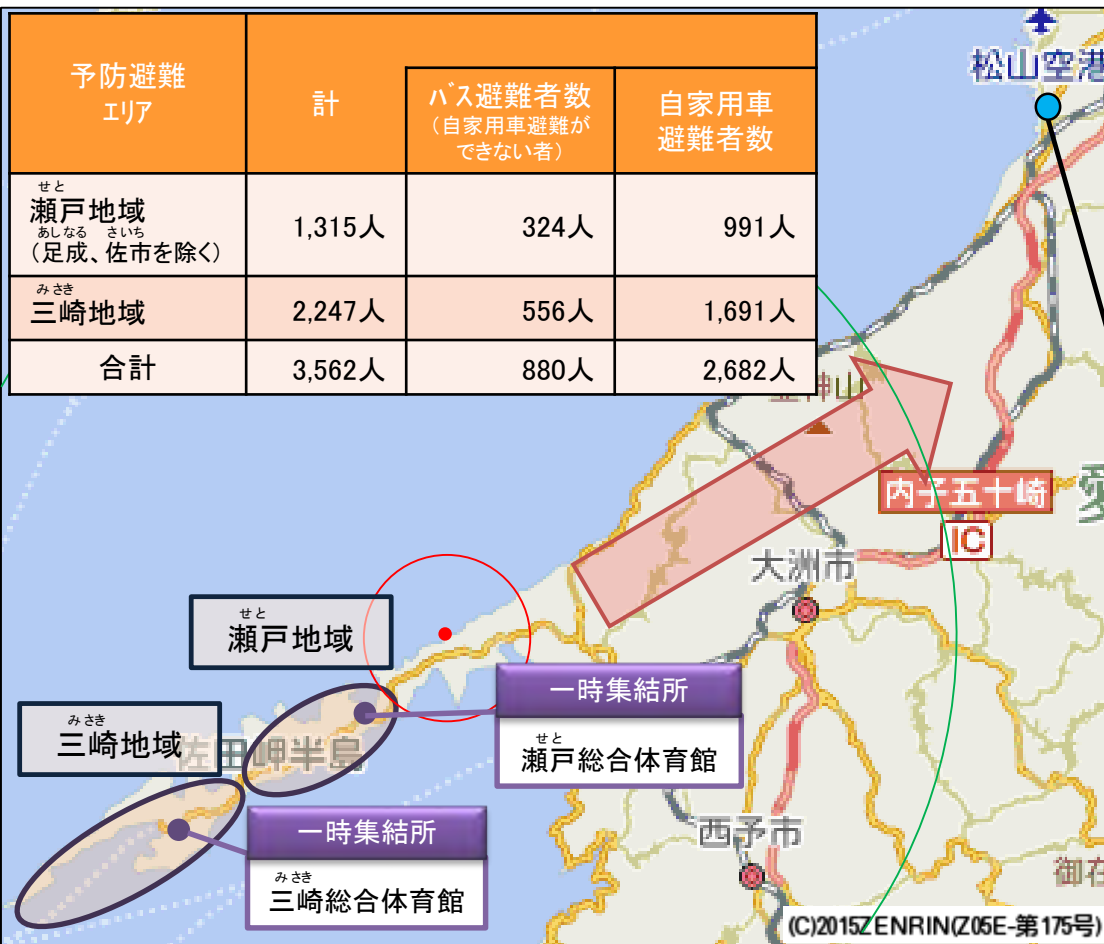 予防避難
エリア
計
バス避難者数
（自家用車避難が
できない者）
自家用車
避難者数
せと
瀬戸地域
あしなる さいち
（足成、佐市を除く）
1,315人
324人
991人
みさき
三崎地域
2,247人
556人
1,691人
合計
3,562人
880人
2,682人
松山空港
内子五十崎
IC
愛
大洲市
せと
瀬戸地域
一時集結所
せと
瀬戸総合体育館
みさき
三崎地域
佐田岬半島
一時集結所
みさき
三崎総合体育館
西予市
御在
(C)2015ZENRIN(Z05E-第175号)